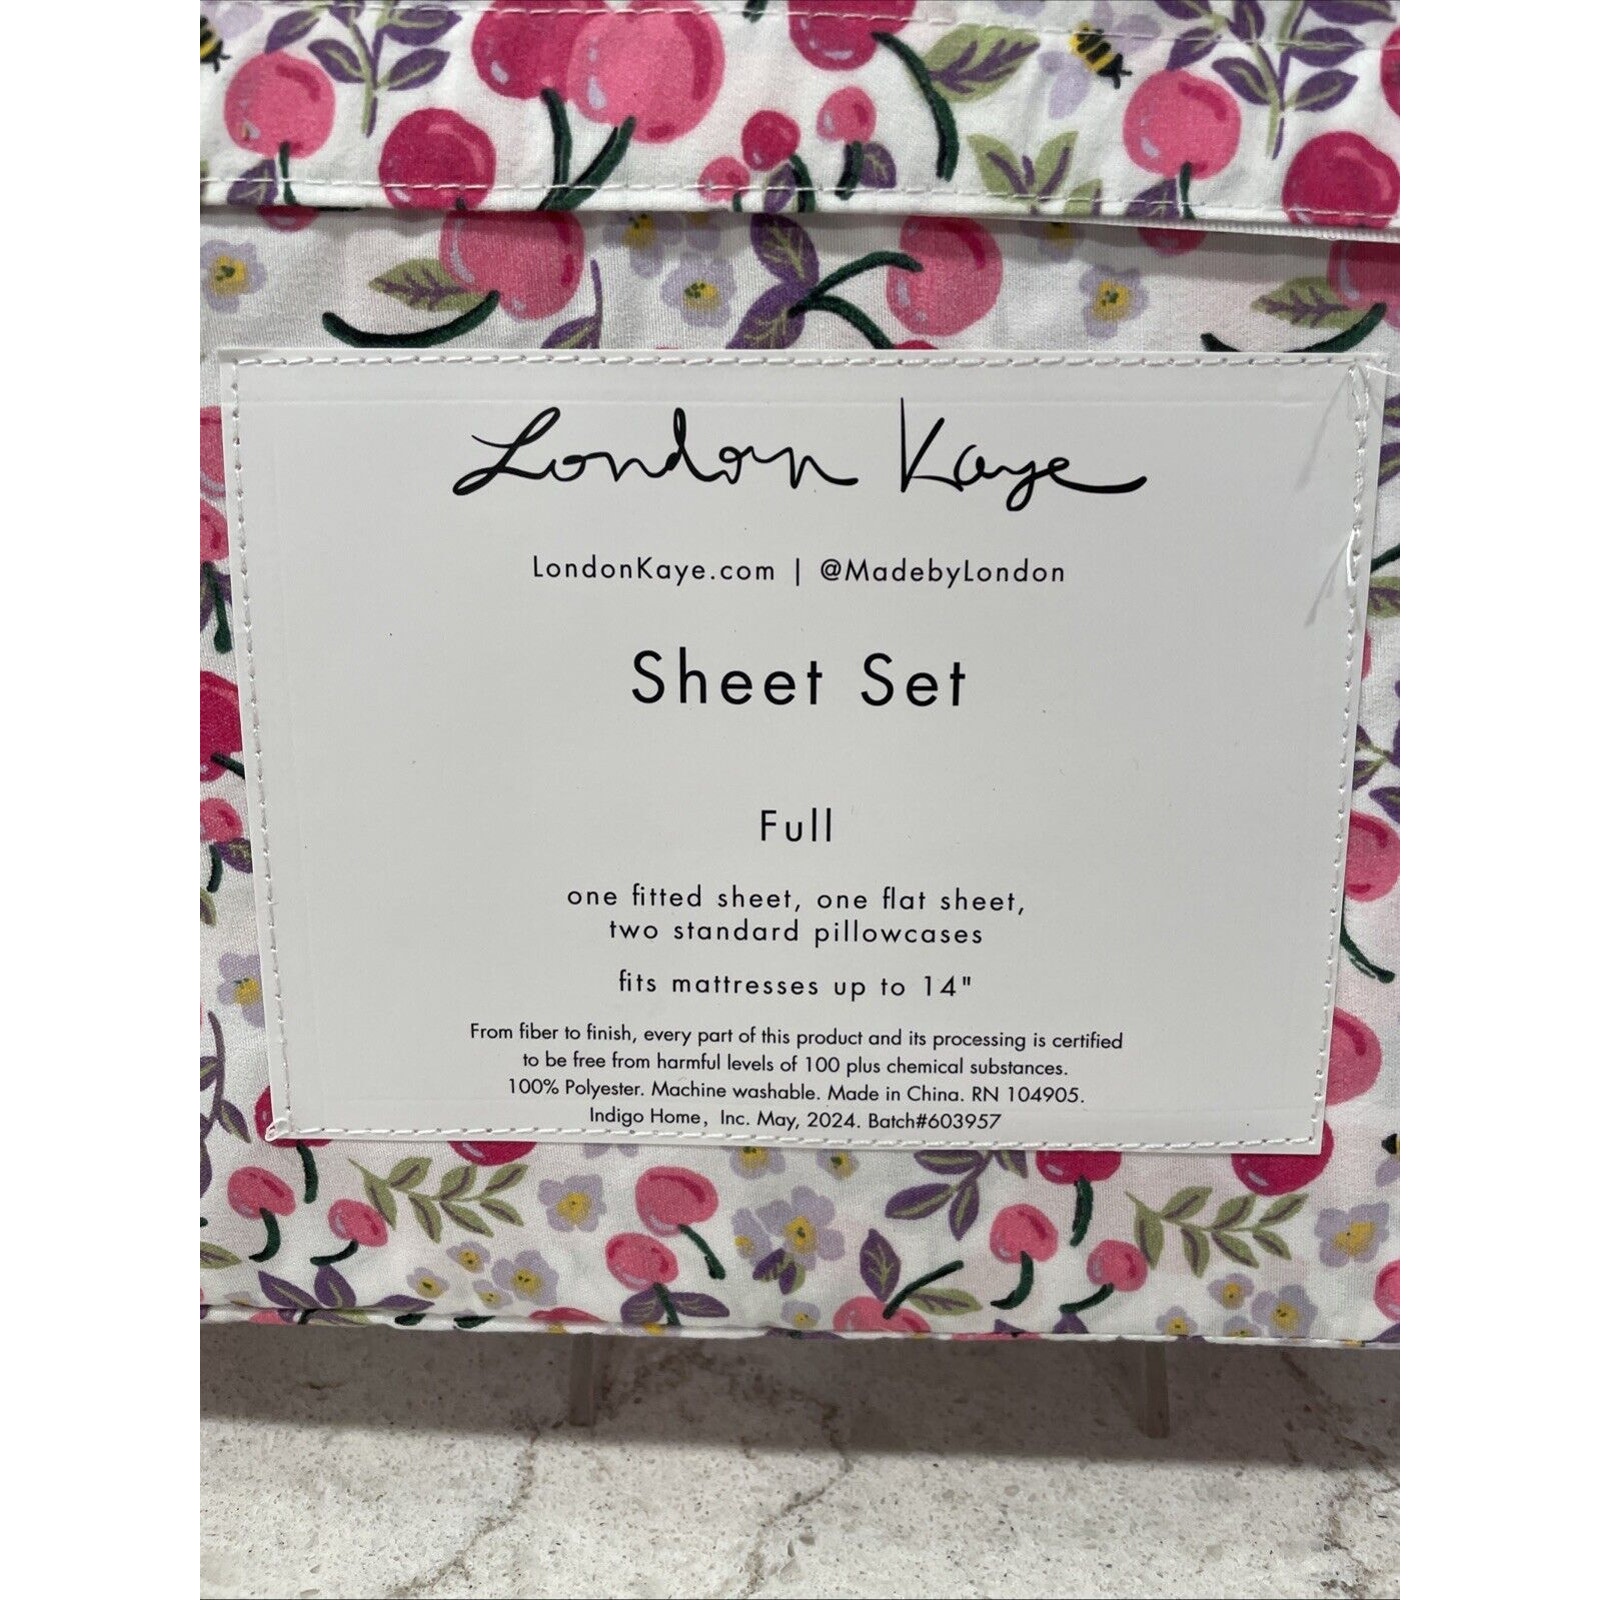 London Kaye
LondonKaye.com | @MadebyLondon
Sheet Set
Full
one fitted sheet, one flat sheet,
two standard pillowcases
fits mattresses up to 14"
From fiber to finish, every part of this product and its processing is certified
to be free from harmful levels of 100 plus chemical substances.
100% Polyester. Machine washable. Made in China. RN 104905.
Indigo Home, Inc. May, 2024. Batch#603957